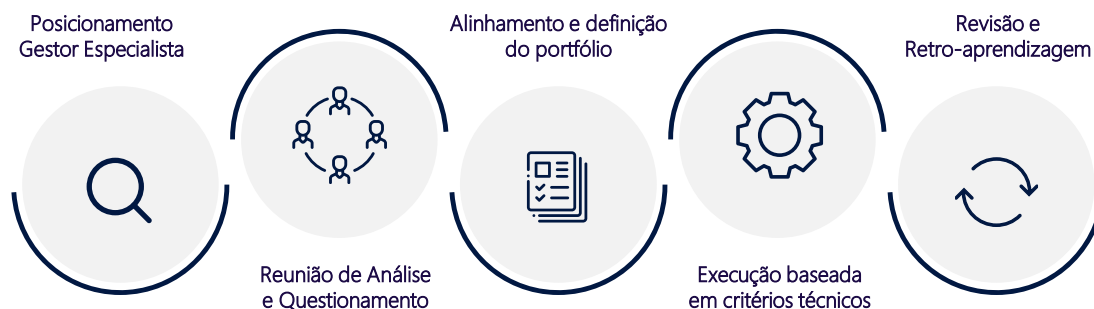 Posicionamento
Gestor Especialista
Reunião de Análise
e Questionamento
Alinhamento e definição
do portfólio
Execução baseada
em critérios técnicos
Revisão e
Retro-aprendizagem